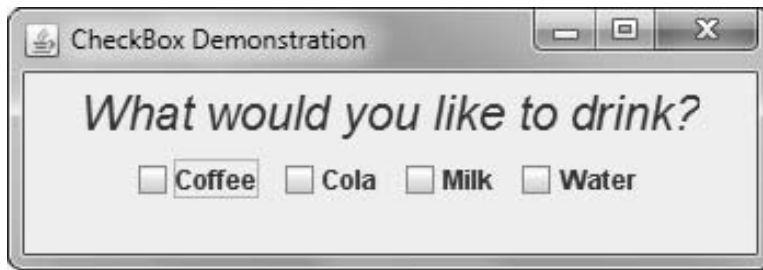 CheckBox Demonstration
What would you like to drink?
Coffee Cola Milk Water